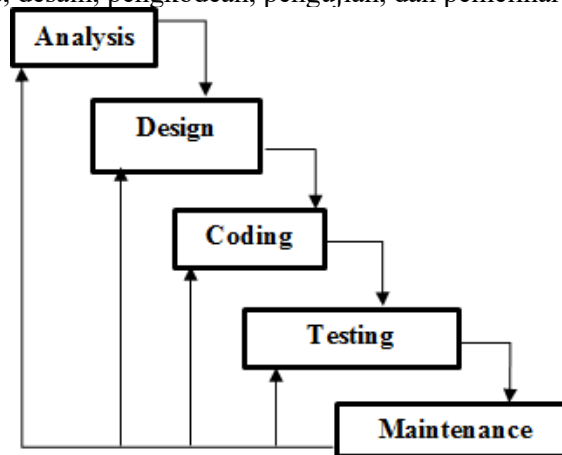 desain, pengkodean, pengujian, dan
Analysis
Design
Coding
Testing
Maintenance